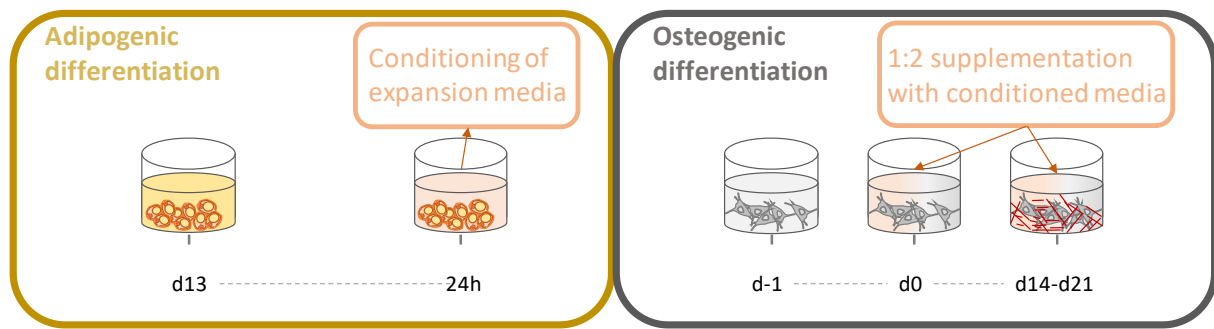 Adipogenic
differentiation
Conditioning of
expansion media
d13
24h
Osteogenic
differentiation
1:2 supplementation
with conditioned media
d-1
d0
d14-d21